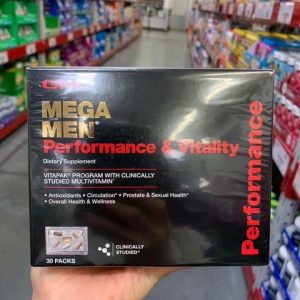 GNC
MEGA
MEN
Performance & Vitality
Dietary Supplement
VITAPAK® PROGRAM WITH CLINICALLY
STUDIED MULTIVITAMIN*
• Antioxidants • Circulation* • Prostate & Sexual Health*
• Overall Health & Wellness
30 PACKS
CLINICALLY
STUDIED*
Performance